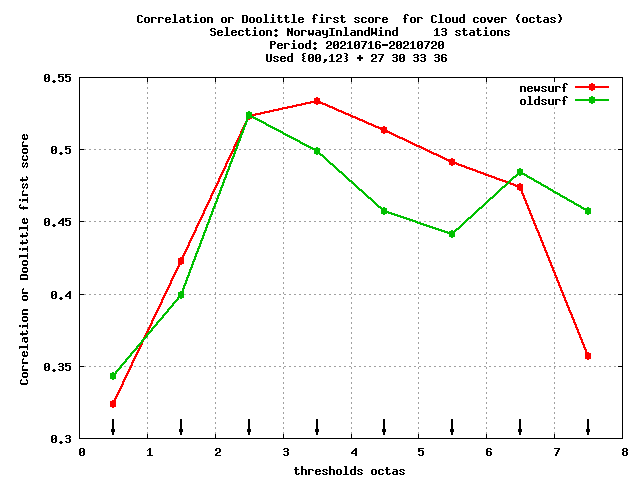 Correlation or Doolittle first score  for Cloud cover (octas)
Selection: NorwayInlandWind     13 stations
Period: 20210716-20210720
Used {00,12} + 27 30 33 36
newsurf
oldsurf
Correlation or Doolittle first score
0.55
0.5
0.45
0.4
0.35
0.3
0 1 2 3 4 5 6 7 8
thresholds octas